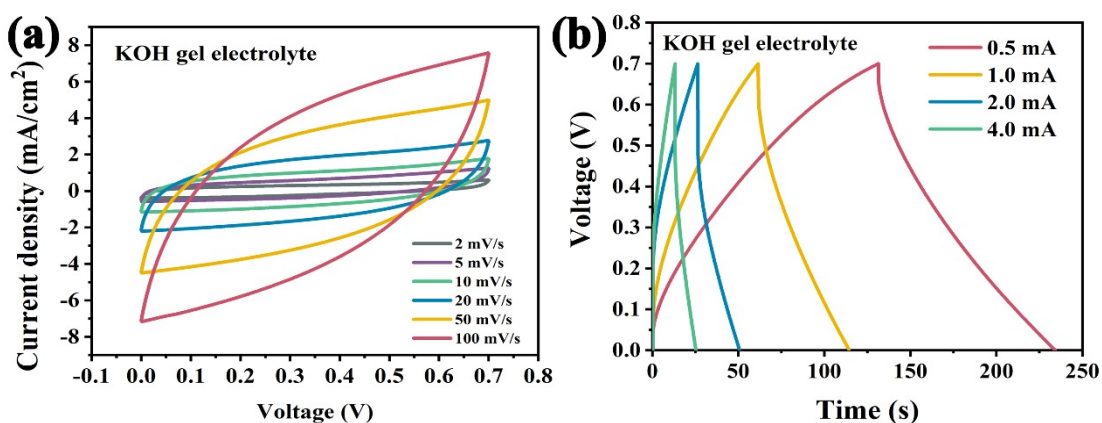 (a)
KOH gel electrolyte
Current density (mA/cm²)
8
6
4
2
0
-2
-4
-6
-8
2 mV/s
5 mV/s
10 mV/s
20 mV/s
50 mV/s
100 mV/s
-0.1 0.0 0.1 0.2 0.3 0.4 0.5 0.6 0.7 0.8
Voltage (V)
(b)
KOH gel electrolyte
0.5 mA
1.0 mA
2.0 mA
4.0 mA
Voltage (V)
0.8
0.7
0.6
0.5
0.4
0.3
0.2
0.1
0.0
0 50 100 150 200 250
Time (s)